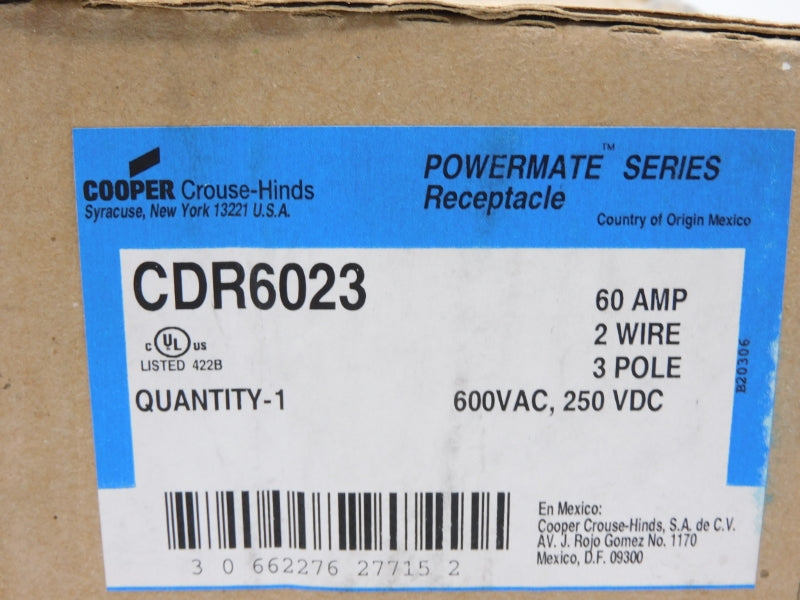 COOPER Crouse-Hinds
Syracuse, New York 13221 U.S.A.
POWERMATE™ SERIES
Receptacle
Country of Origin Mexico
CDR6023
60 AMP
2 WIRE
3 POLE
600VAC, 250 VDC
c UL us
LISTED 422B
QUANTITY-1
B20306
3 0 662276 27715 2
En Mexico:
Cooper Crouse-Hinds, S.A. de C.V.
AV. J. Rojo Gomez No. 1170
Mexico, D.F. 09300